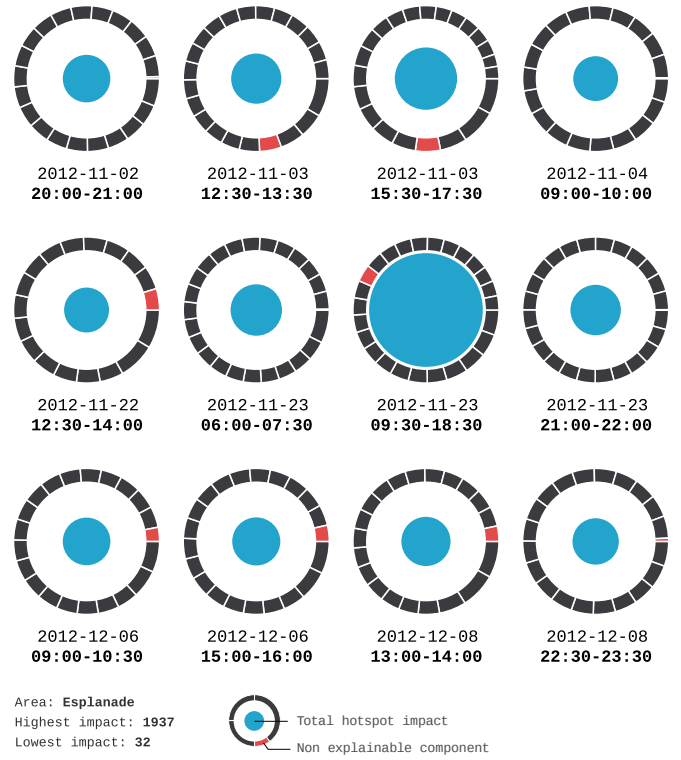 2012-11-02 2012-11-03 2012-11-03 2012-11-04
20:00-21:00 12:30-13:30 15:30-17:30 09:00-10:00
2012-11-22 2012-11-23 2012-11-23 2012-11-23
12:30-14:00 06:00-07:30 09:30-18:30 21:00-22:00
2012-12-06 2012-12-06 2012-12-08 2012-12-08
09:00-10:30 15:00-16:00 13:00-14:00 22:30-23:30
Area: Esplanade
Highest impact: 1937
Lowest impact: 32
Total hotspot impact
Non explainable component